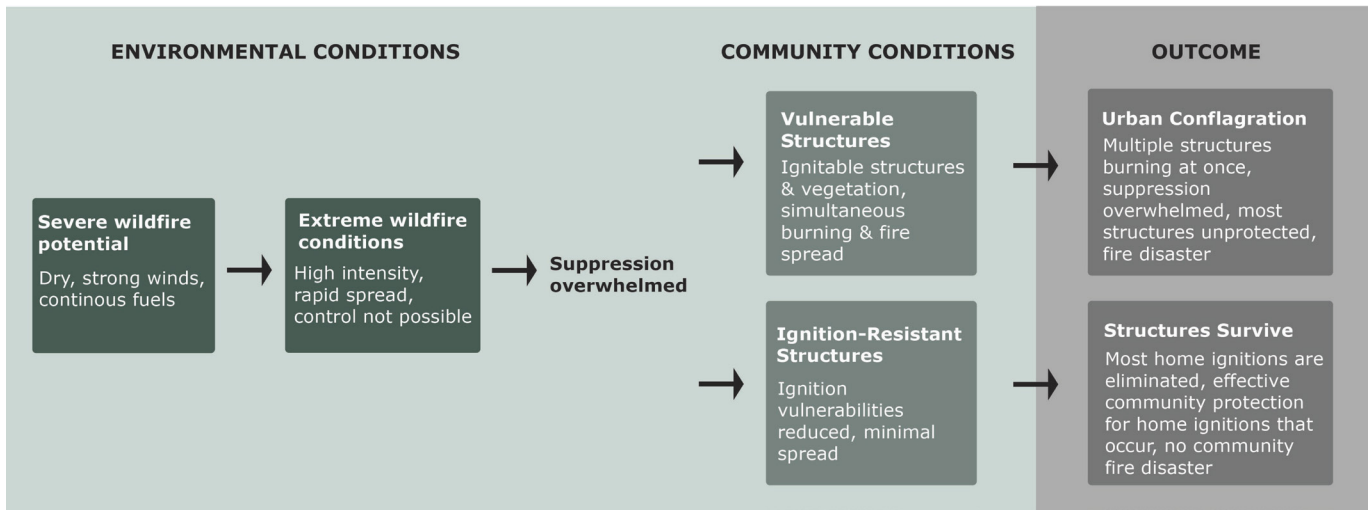 ENVIRONMENTAL CONDITIONS
COMMUNITY CONDITIONS
OUTCOME
Severe wildfire
potential
Dry, strong winds,
continous fuels
Extreme wildfire
conditions
High intensity,
rapid spread,
control not possible
Suppression
overwhelmed
Vulnerable
Structures
Ignitable structures
& vegetation,
simultaneous
burning & fire
spread
Urban Conflagration
Multiple structures
burning at once,
suppression
overwhelmed, most
structures unprotected,
fire disaster
Ignition-Resistant
Structures
Ignition
vulnerabilities
reduced, minimal
spread
Structures Survive
Most home ignitions are
eliminated, effective
community protection
for home ignitions that
occur, no community
fire disaster